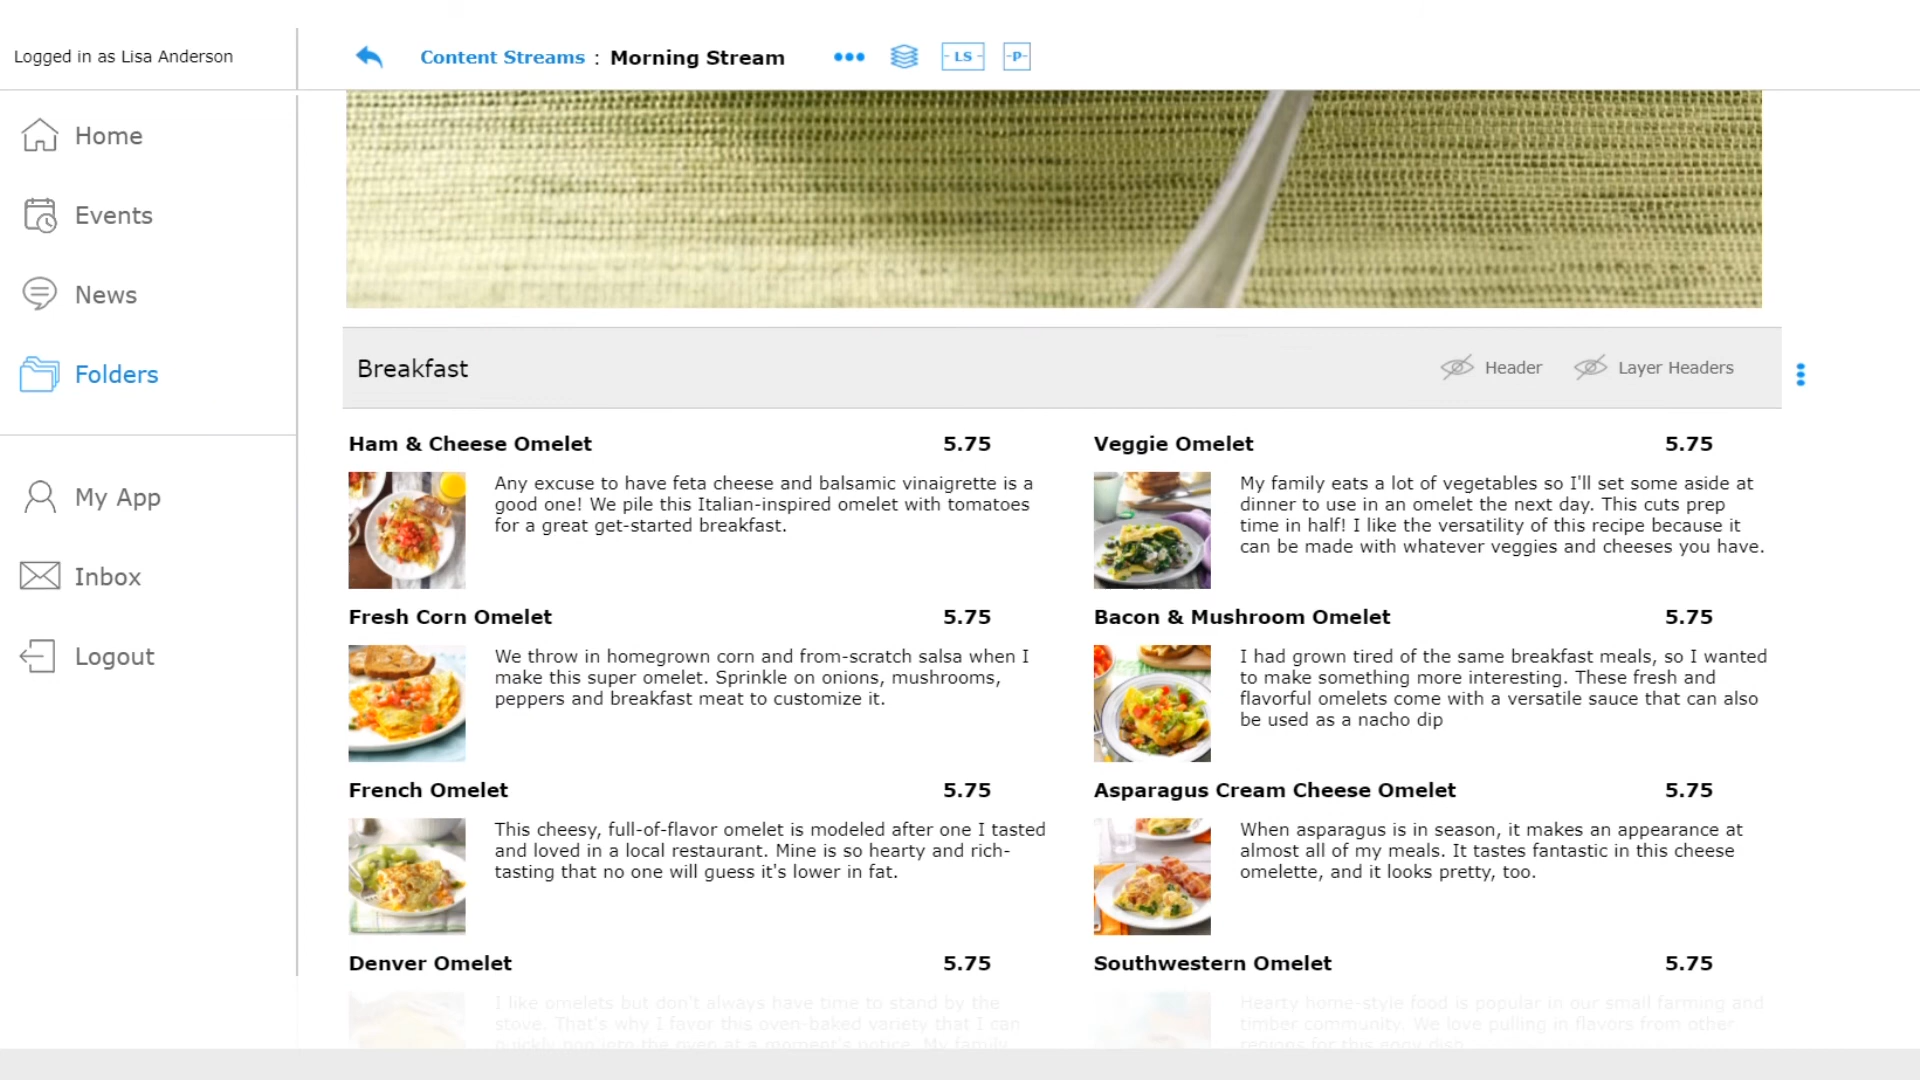 Logged in as Lisa Anderson
Content Streams : Morning Stream
LS
P
Home
Events
News
Folders
My App
Inbox
Logout
Breakfast
Header
Layer Headers
Ham & Cheese Omelet 5.75
Any excuse to have feta cheese and balsamic vinaigrette is a
good one! We pile this Italian-inspired omelet with tomatoes
for a great get-started breakfast.
Veggie Omelet 5.75
My family eats a lot of vegetables so I'll set some aside at
dinner to use in an omelet the next day. This cuts prep
time in half! I like the versatility of this recipe because it
can be made with whatever veggies and cheeses you have.
Fresh Corn Omelet 5.75
We throw in homegrown corn and from-scratch salsa when I
make this super omelet. Sprinkle on onions, mushrooms,
peppers and breakfast meat to customize it.
Bacon & Mushroom Omelet 5.75
I had grown tired of the same breakfast meals, so I wanted
to make something more interesting. These fresh and
flavorful omelets come with a versatile sauce that can also
be used as a nacho dip
French Omelet 5.75
This cheesy, full-of-flavor omelet is modeled after one I tasted
and loved in a local restaurant. Mine is so hearty and rich-
tasting that no one will guess it's lower in fat.
Asparagus Cream Cheese Omelet 5.75
When asparagus is in season, it makes an appearance at
almost all of my meals. It tastes fantastic in this cheese
omelette, and it looks pretty, too.
Denver Omelet 5.75
I like omelets but don't always have time to stand by the
stove. That's why I favor this oven-baked variety that I can
quickly pop into the oven at a moment's notice. My family
Southwestern Omelet 5.75
Hearty home-style food is popular in our small farming and
timber community. We love pulling in flavors from other
regions for this eggy dish.